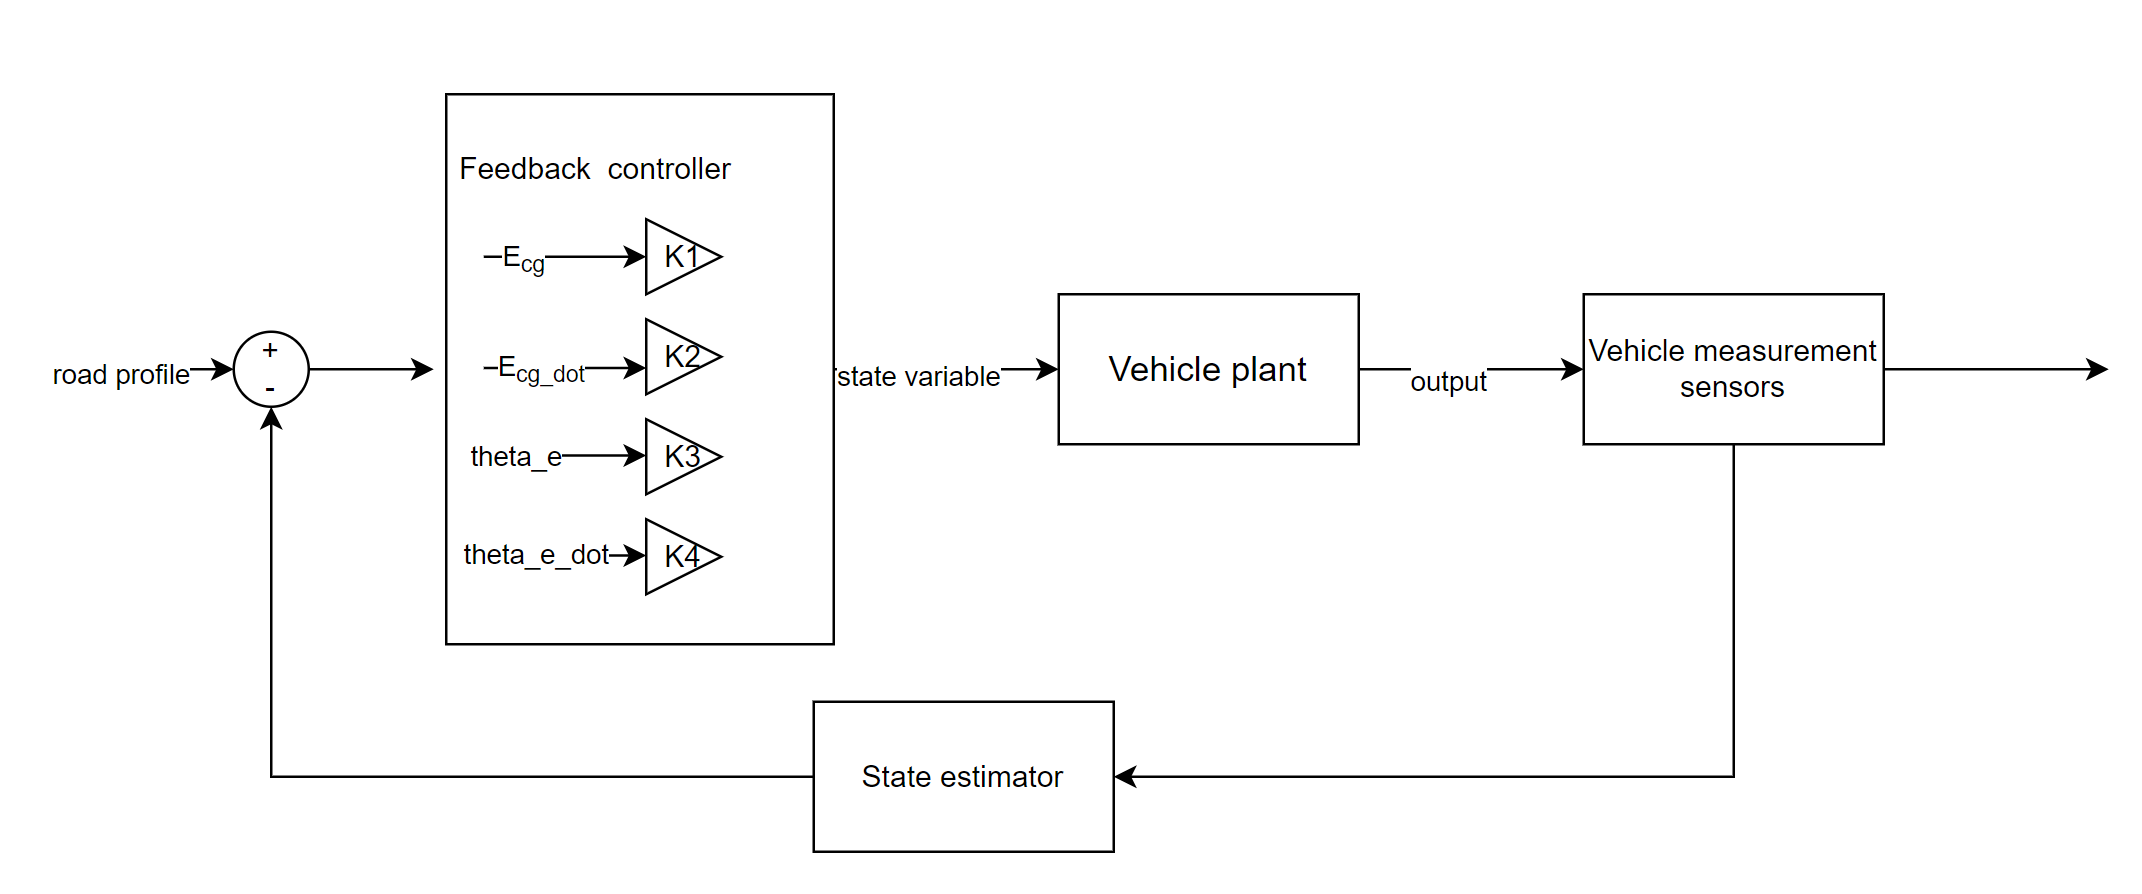 road profile
+
-
Feedback controller
Ecg
K1
Ecg_dot
K2
theta_e
K3
theta_e_dot
K4
state variable
Vehicle plant
output
Vehicle measurement
sensors
State estimator